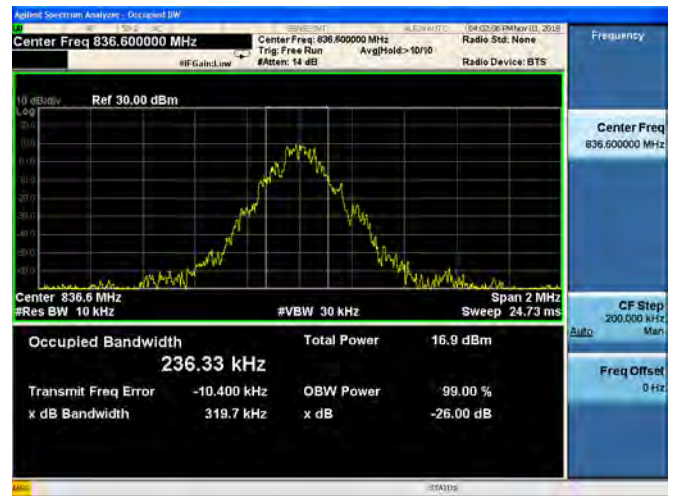 Agilent Spectrum Analyzer - Occupied BW
Center Freq 836.600000 MHz
Center Freq: 836.600000 MHz
Trig: Free Run Avg|Hold:>10/10
#IFGain:Low #Atten: 14 dB
04:02:06 PM Nov 03, 2018
Radio Std: None
Radio Device: BTS
10 dB/div Ref 30.00 dBm
Log
Center 836.6 MHz Span 2 MHz
#Res BW 10 kHz #VBW 30 kHz Sweep 24.73 ms
Occupied Bandwidth Total Power 16.9 dBm
236.33 kHz
Transmit Freq Error -10.400 kHz OBW Power 99.00 %
x dB Bandwidth 319.7 kHz x dB -26.00 dB
STATUS
Frequency
Center Freq
836.600000 MHz
CF Step
200.000 kHz
Auto Man
Freq Offset
0 Hz